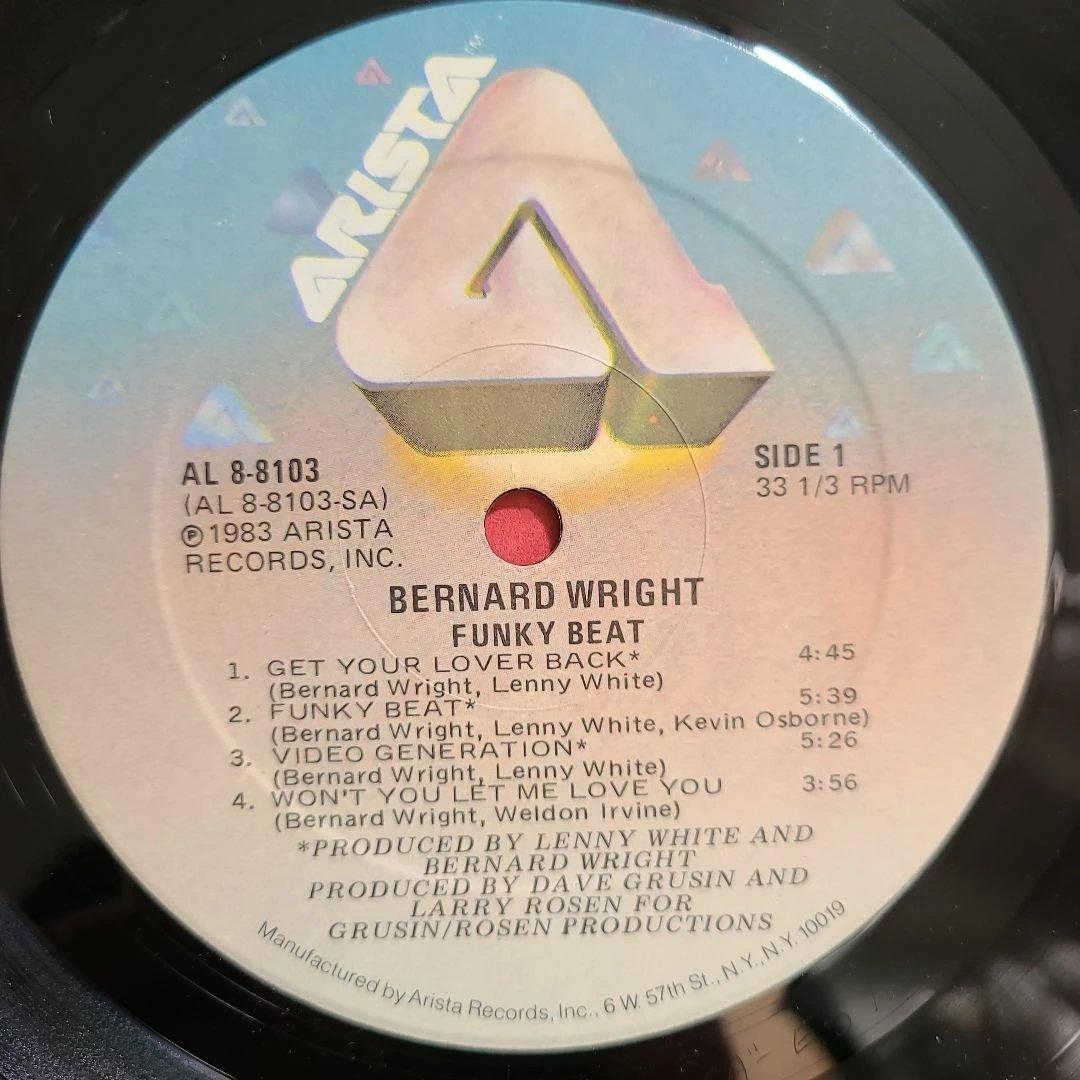 ARISTA™
AL 8-8103
(AL 8-8103-SA)
℗1983 ARISTA
RECORDS, INC.
SIDE 1
33 1/3 RPM
BERNARD WRIGHT
FUNKY BEAT
1. GET YOUR LOVER BACK* 4:45
(Bernard Wright, Lenny White)
2. FUNKY BEAT* 5:39
(Bernard Wright, Lenny White, Kevin Osborne)
3. VIDEO GENERATION* 5:26
(Bernard Wright, Lenny White)
4. WON'T YOU LET ME LOVE YOU 3:56
(Bernard Wright, Weldon Irvine)
*PRODUCED BY LENNY WHITE AND
BERNARD WRIGHT
PRODUCED BY DAVE GRUSIN AND
LARRY ROSEN FOR
GRUSIN/ROSEN PRODUCTIONS
Manufactured by Arista Records, Inc., 6 W. 57th St., N.Y., N.Y. 10019